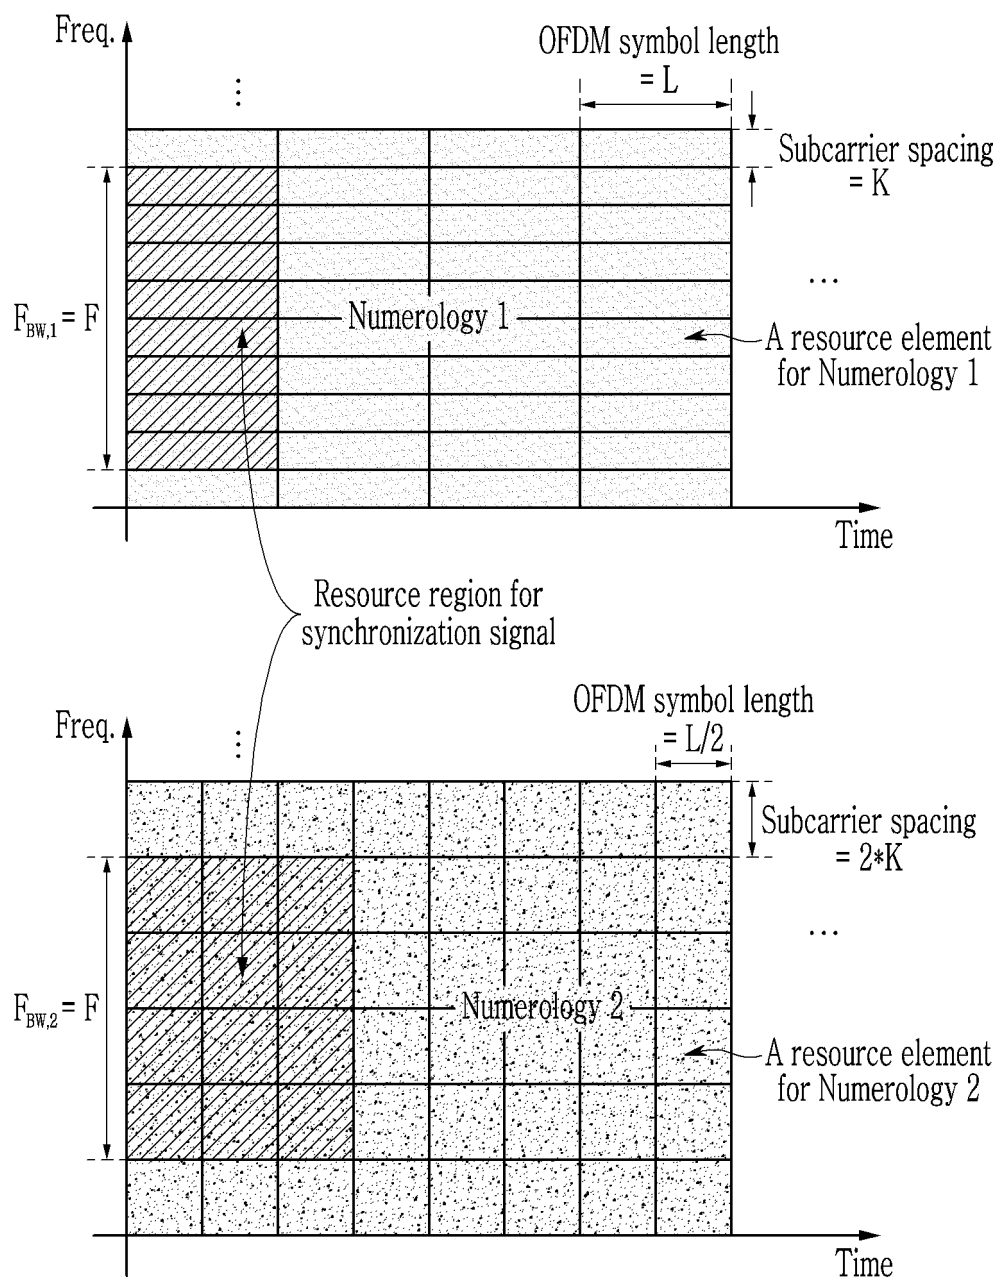 Freq.
OFDM symbol length
= L
⋮
Subcarrier spacing
= K
...
F_BW,1 = F
Numerology 1
A resource element
for Numerology 1
Time
Resource region for
synchronization signal
OFDM symbol length
= L/2
Freq.
⋮
Subcarrier spacing
= 2*K
...
F_BW,2 = F
Numerology 2
A resource element
for Numerology 2
Time